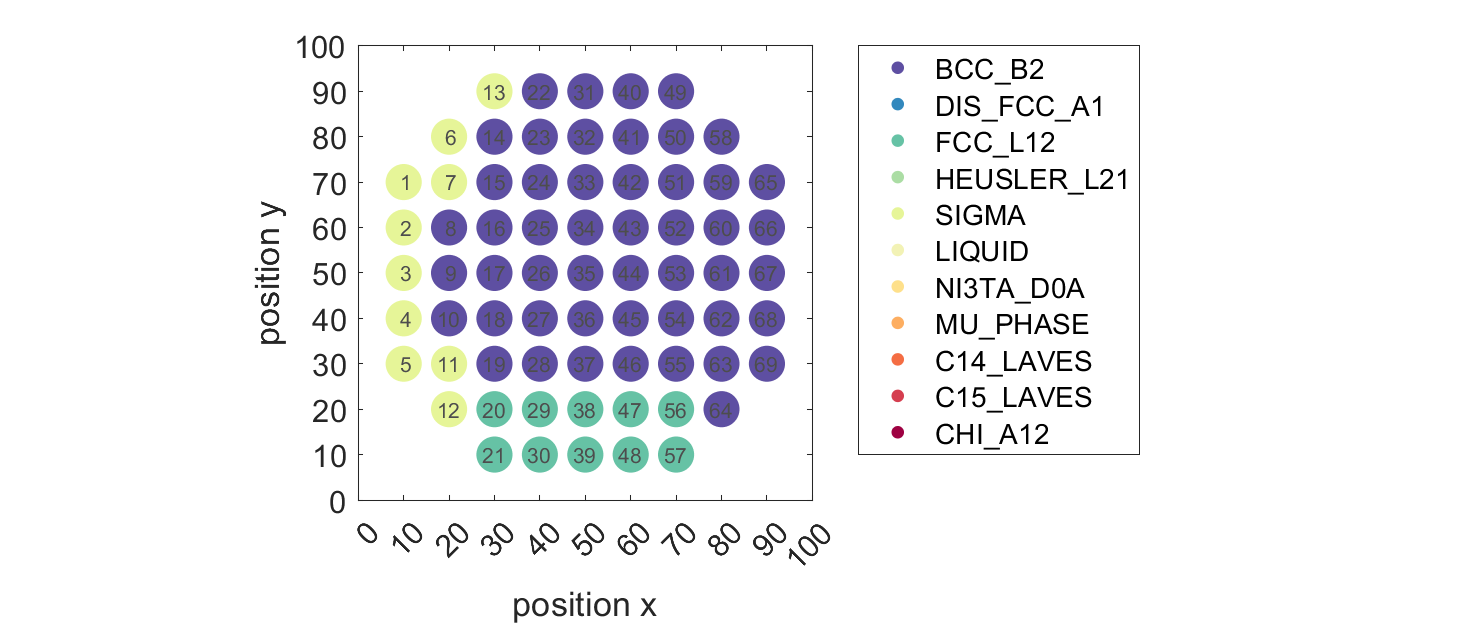 100
90
80
70
60
50
40
30
20
10
0
position y
13 22 31 40 49
6 14 23 32 41 50 58
1 7 15 24 33 42 51 59 65
2 8 16 25 34 43 52 60 66
3 9 17 26 35 44 53 61 67
4 10 18 27 36 45 54 62 68
5 11 19 28 37 46 55 63 69
12 20 29 38 47 56 64
21 30 39 48 57
0 10 20 30 40 50 60 70 80 90 100
position x
BCC_B2
DIS_FCC_A1
FCC_L12
HEUSLER_L21
SIGMA
LIQUID
NI3TA_D0A
MU_PHASE
C14_LAVES
C15_LAVES
CHI_A12